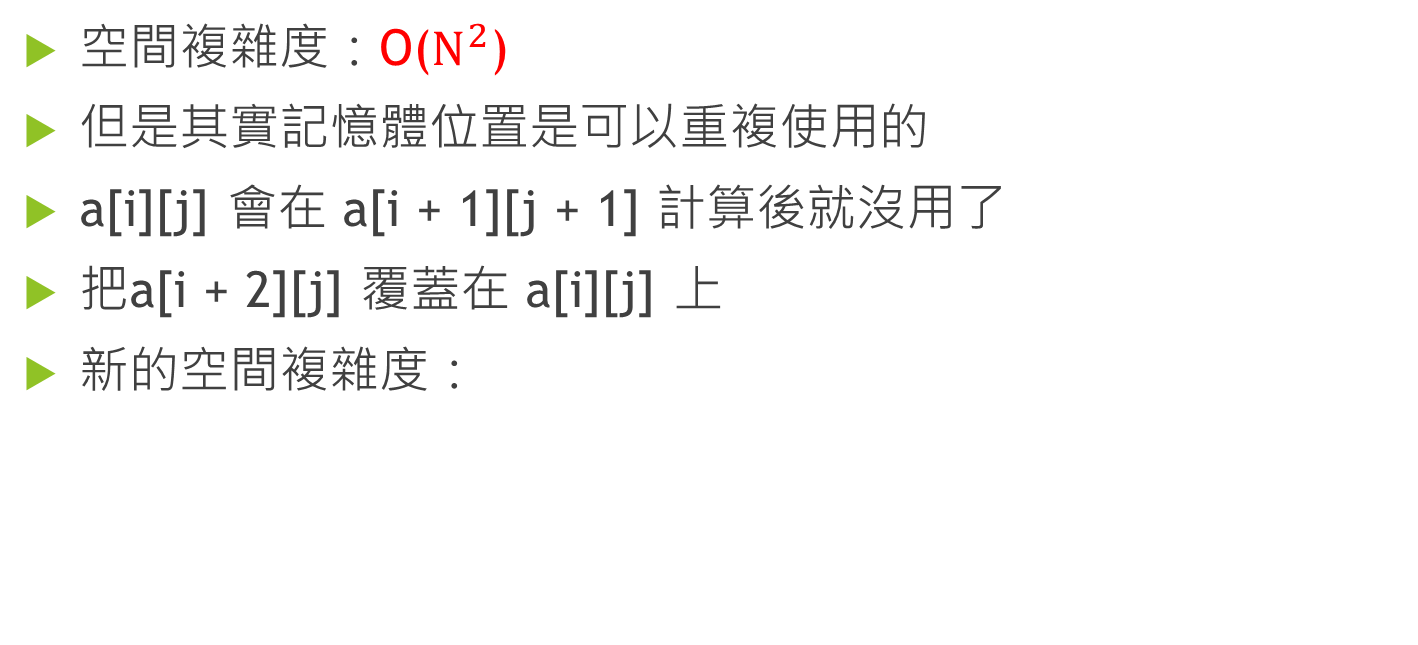 空間複雜度：O(N²)
但是其實記憶體位置是可以重複使用的
a[i][j] 會在 a[i + 1][j + 1] 計算後就沒用了
把a[i + 2][j] 覆蓋在 a[i][j] 上
新的空間複雜度：